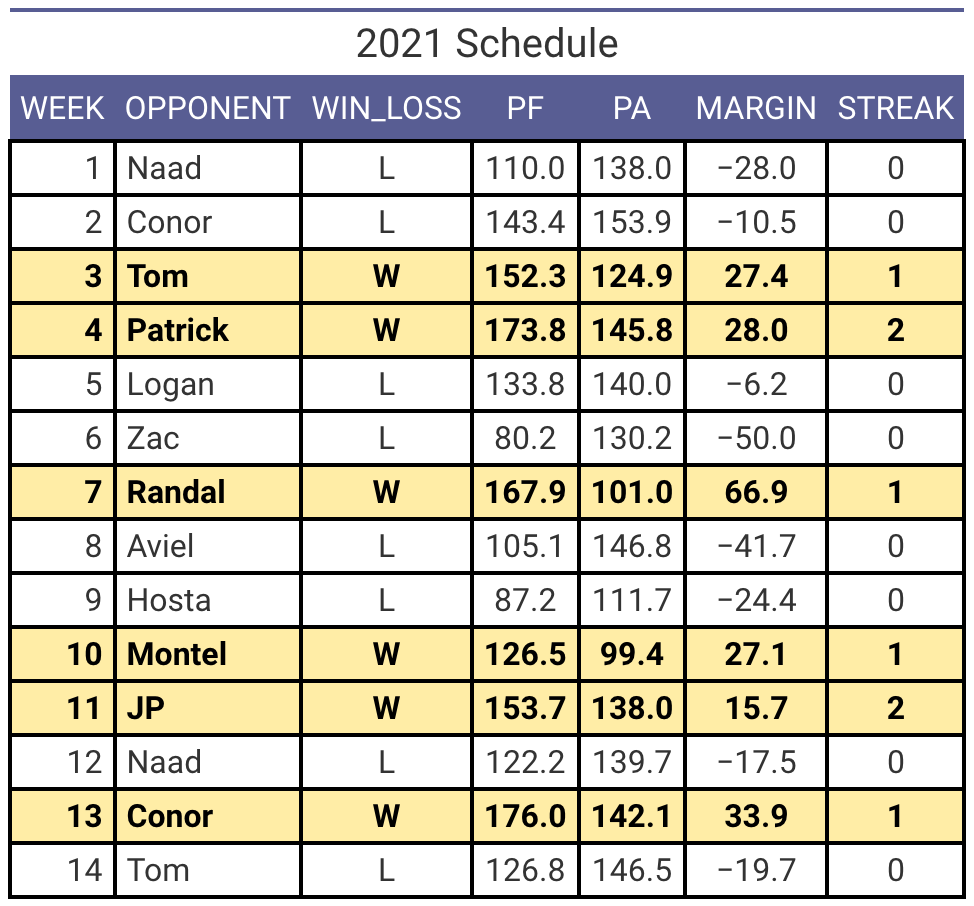 2021 Schedule
WEEK OPPONENT WIN_LOSS PF PA MARGIN STREAK
1 Naad L 110.0 138.0 −28.0 0
2 Conor L 143.4 153.9 −10.5 0
3 Tom W 152.3 124.9 27.4 1
4 Patrick W 173.8 145.8 28.0 2
5 Logan L 133.8 140.0 −6.2 0
6 Zac L 80.2 130.2 −50.0 0
7 Randal W 167.9 101.0 66.9 1
8 Aviel L 105.1 146.8 −41.7 0
9 Hosta L 87.2 111.7 −24.4 0
10 Montel W 126.5 99.4 27.1 1
11 JP W 153.7 138.0 15.7 2
12 Naad L 122.2 139.7 −17.5 0
13 Conor W 176.0 142.1 33.9 1
14 Tom L 126.8 146.5 −19.7 0